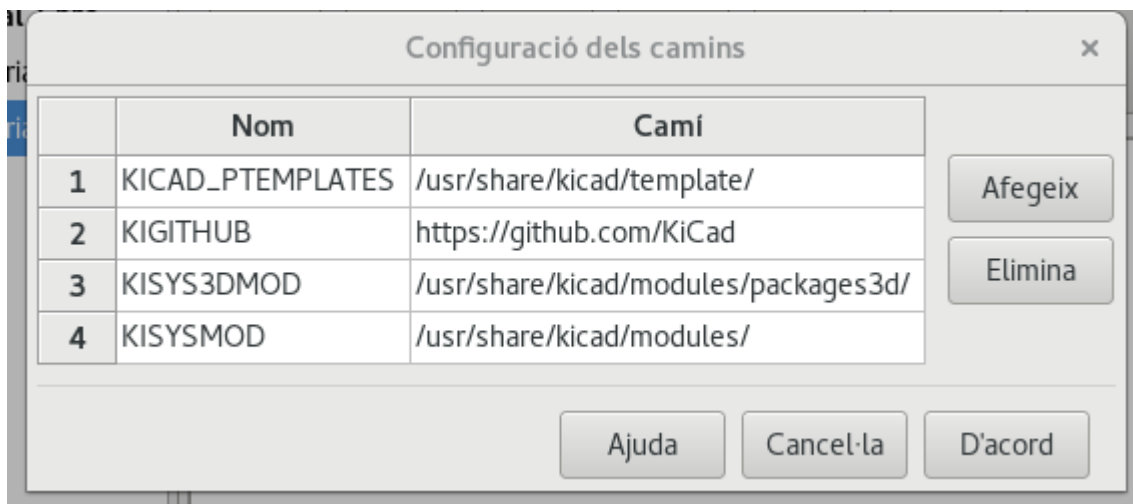 Configuració dels camins
Nom Camí
1 KICAD_PTEMPLATES /usr/share/kicad/template/
Afegeix
2 KIGITHUB https://github.com/KiCad
Elimina
3 KISYS3DMOD /usr/share/kicad/modules/packages3d/
4 KISYSMOD /usr/share/kicad/modules/
Ajuda Cancel·la D'acord